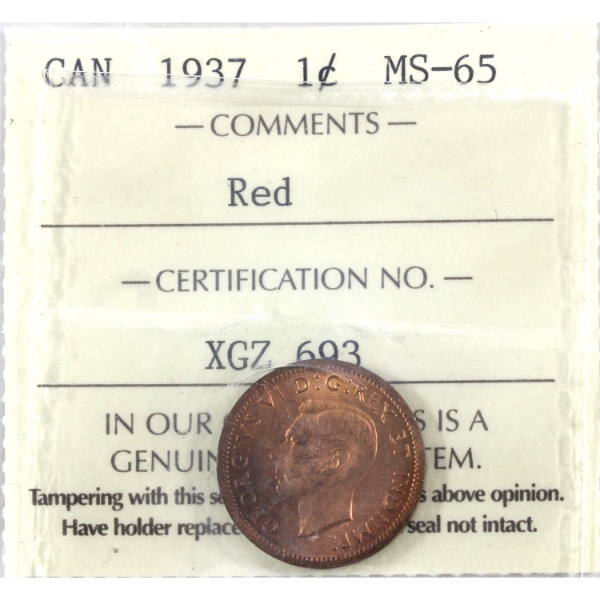 CAN 1937 1¢ MS-65
— COMMENTS —
Red
— CERTIFICATION NO. —
XGZ 693
IN OUR S IS A
GENUIN TEM.
Tampering with this se s above opinion.
Have holder replace seal not intact.
GEORGIVS VI D:G:REX ET IND:IMP: